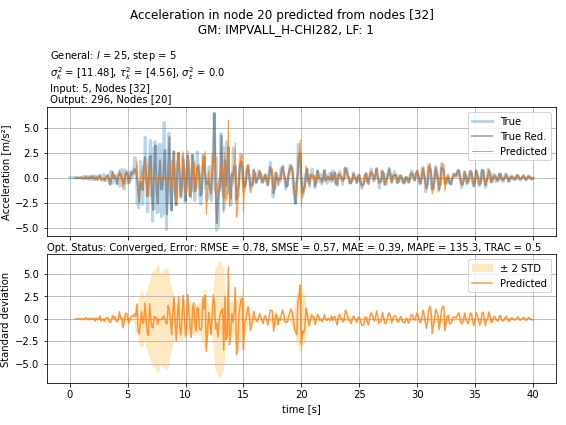 Acceleration in node 20 predicted from nodes [32]
GM: IMPVALL_H-CHI282, LF: 1
General: l = 25, step = 5
σ²ₖ = [11.48], τ²ₖ = [4.56], σ²ε = 0.0
Input: 5, Nodes [32]
Output: 296, Nodes [20]
Acceleration [m/s²]
5.0
2.5
0.0
−2.5
−5.0
True
True Red.
Predicted
Opt. Status: Converged, Error: RMSE = 0.78, SMSE = 0.57, MAE = 0.39, MAPE = 135.3, TRAC = 0.5
Standard deviation
5.0
2.5
0.0
−2.5
−5.0
± 2 STD
Predicted
0 5 10 15 20 25 30 35 40
time [s]